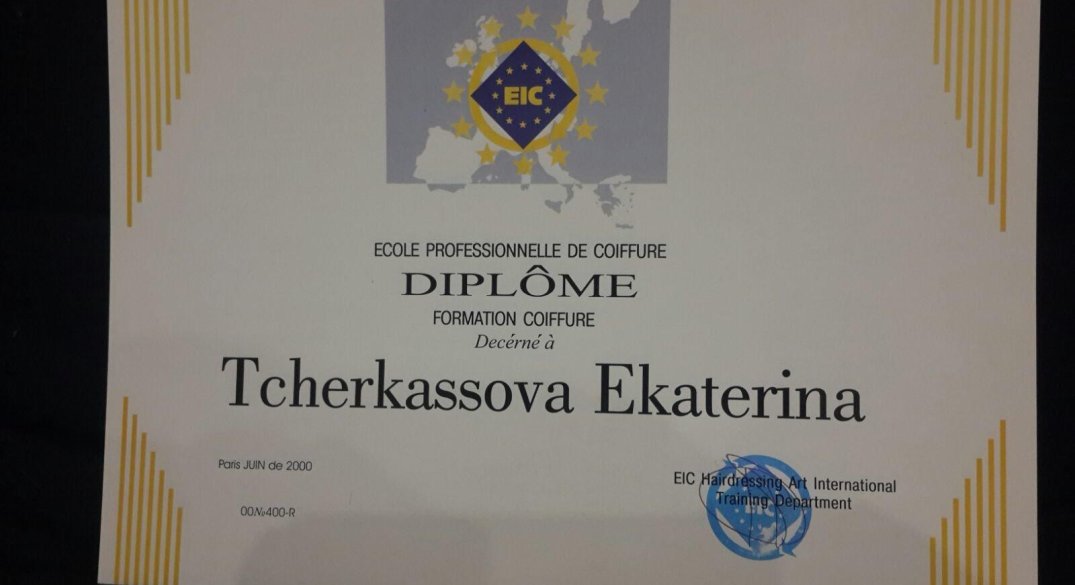 EIC
ECOLE PROFESSIONNELLE DE COIFFURE
DIPLÔME
FORMATION COIFFURE
Decérné à
Tcherkassova Ekaterina
Paris JUIN de 2000
00№400-R
EIC Hairdressing Art International
Training Department
EIC